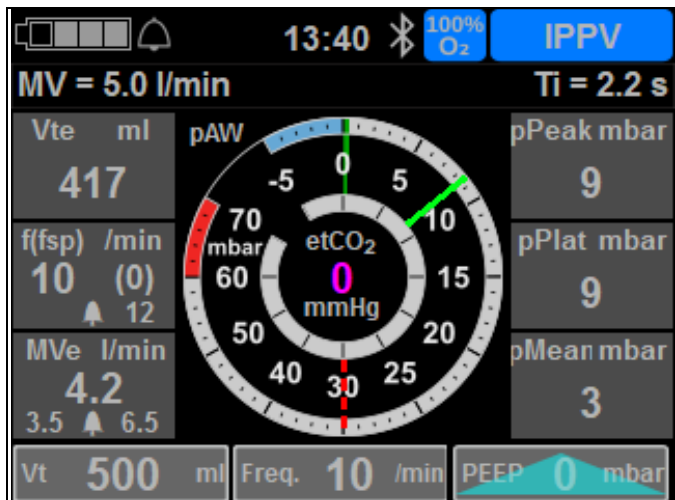 13:40 100% O₂ IPPV
MV = 5.0 l/min Ti = 2.2 s
Vte ml
417
f(fsp) /min
10 (0)
12
MVe l/min
4.2
3.5 6.5
pAW
-5 0 5
70 10
mbar
60 15
50 20
40 30 25
etCO₂
0
mmHg
pPeak mbar
9
pPlat mbar
9
pMean mbar
3
Vt 500 ml
Freq. 10 /min
PEEP 0 mbar